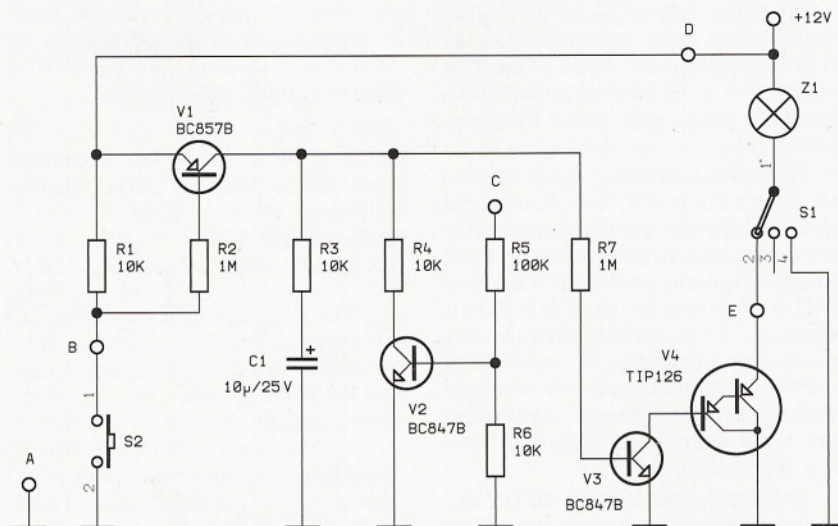 +12V
D
Z1
V1
BC857B
1
C
S1
R1
10K
R2
1M
R3
10K
R4
10K
R5
100K
R7
1M
2
3
4
E
B
C1
+
10µ/25V
V4
TIP126
1
V2
BC847B
S2
R6
10K
A
V3
BC847B
2